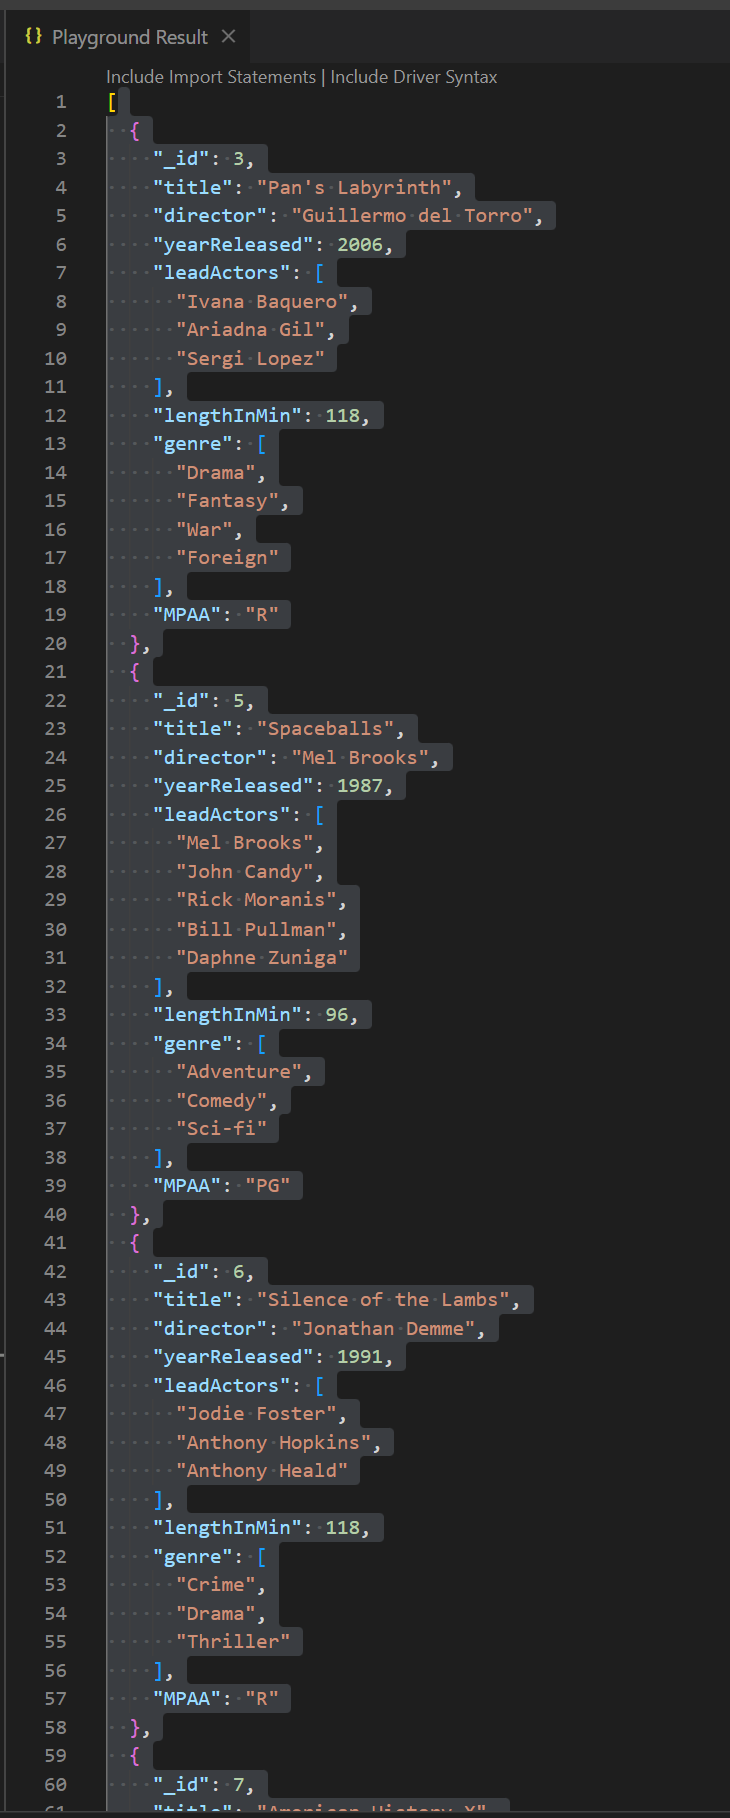 {} Playground Result ×
Include Import Statements | Include Driver Syntax
1 [
2 {
3 "_id": 3,
4 "title": "Pan's Labyrinth",
5 "director": "Guillermo del Torro",
6 "yearReleased": 2006,
7 "leadActors": [
8 "Ivana Baquero",
9 "Ariadna Gil",
10 "Sergi Lopez"
11 ],
12 "lengthInMin": 118,
13 "genre": [
14 "Drama",
15 "Fantasy",
16 "War",
17 "Foreign"
18 ],
19 "MPAA": "R"
20 },
21 {
22 "_id": 5,
23 "title": "Spaceballs",
24 "director": "Mel Brooks",
25 "yearReleased": 1987,
26 "leadActors": [
27 "Mel Brooks",
28 "John Candy",
29 "Rick Moranis",
30 "Bill Pullman",
31 "Daphne Zuniga"
32 ],
33 "lengthInMin": 96,
34 "genre": [
35 "Adventure",
36 "Comedy",
37 "Sci-fi"
38 ],
39 "MPAA": "PG"
40 },
41 {
42 "_id": 6,
43 "title": "Silence of the Lambs",
44 "director": "Jonathan Demme",
45 "yearReleased": 1991,
46 "leadActors": [
47 "Jodie Foster",
48 "Anthony Hopkins",
49 "Anthony Heald"
50 ],
51 "lengthInMin": 118,
52 "genre": [
53 "Crime",
54 "Drama",
55 "Thriller"
56 ],
57 "MPAA": "R"
58 },
59 {
60 "_id": 7,
61 "title": "American History X"